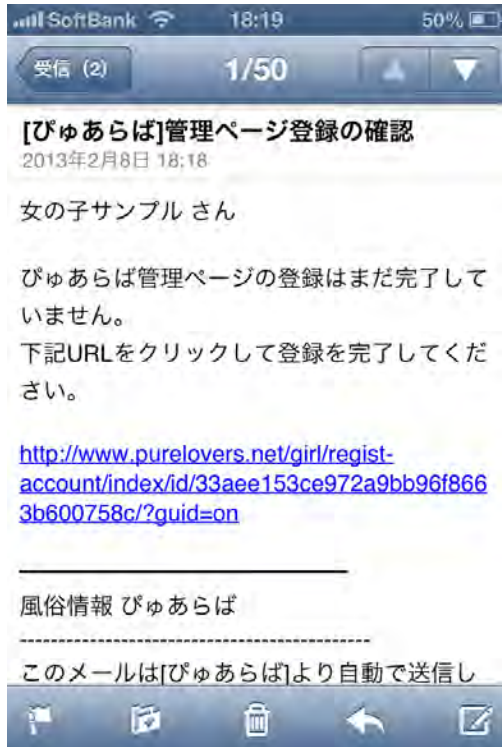 SoftBank 18:19 50%
受信 (2) 1/50
[ぴゅあらば]管理ページ登録の確認
2013年2月8日 18:18
女の子サンプル さん
ぴゅあらば管理ページの登録はまだ完了して
いません。
下記URLをクリックして登録を完了してくだ
さい。
http://www.purelovers.net/girl/regist-
account/index/id/33aee153ce972a9bb96f866
3b600758c/?guid=on
風俗情報 ぴゅあらば
--------------------------------------------
このメールは[ぴゅあらば]より自動で送信し